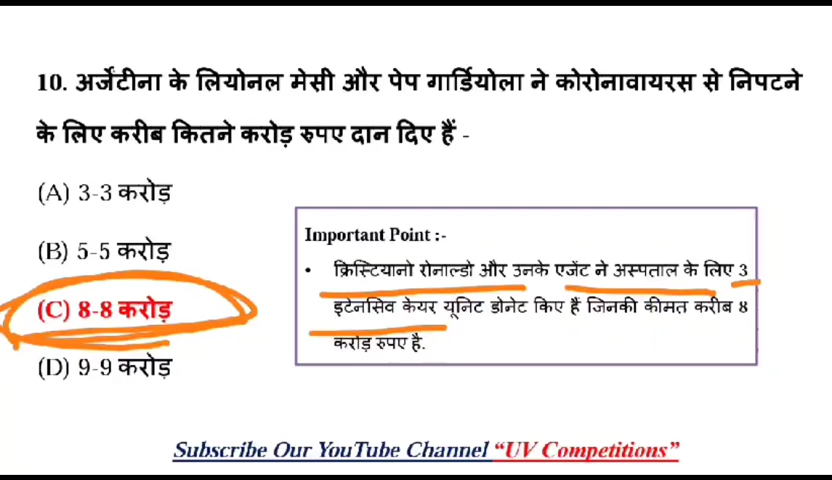 10. अर्जेंटीना के लियोनल मेसी और पेप गार्डियोला ने कोरोनावायरस से निपटने
के लिए करीब कितने करोड़ रुपए दान दिए हैं -
(A) 3-3 करोड़
(B) 5-5 करोड़
(C) 8-8 करोड़
(D) 9-9 करोड़
Important Point :-
• क्रिस्टियानो रोनाल्डो और उनके एजेंट ने अस्पताल के लिए 3
इटेनसिव केयर यूनिट डोनेट किए हैं जिनकी कीमत करीब 8
करोड़ रुपए है.
Subscribe Our YouTube Channel “UV Competitions”